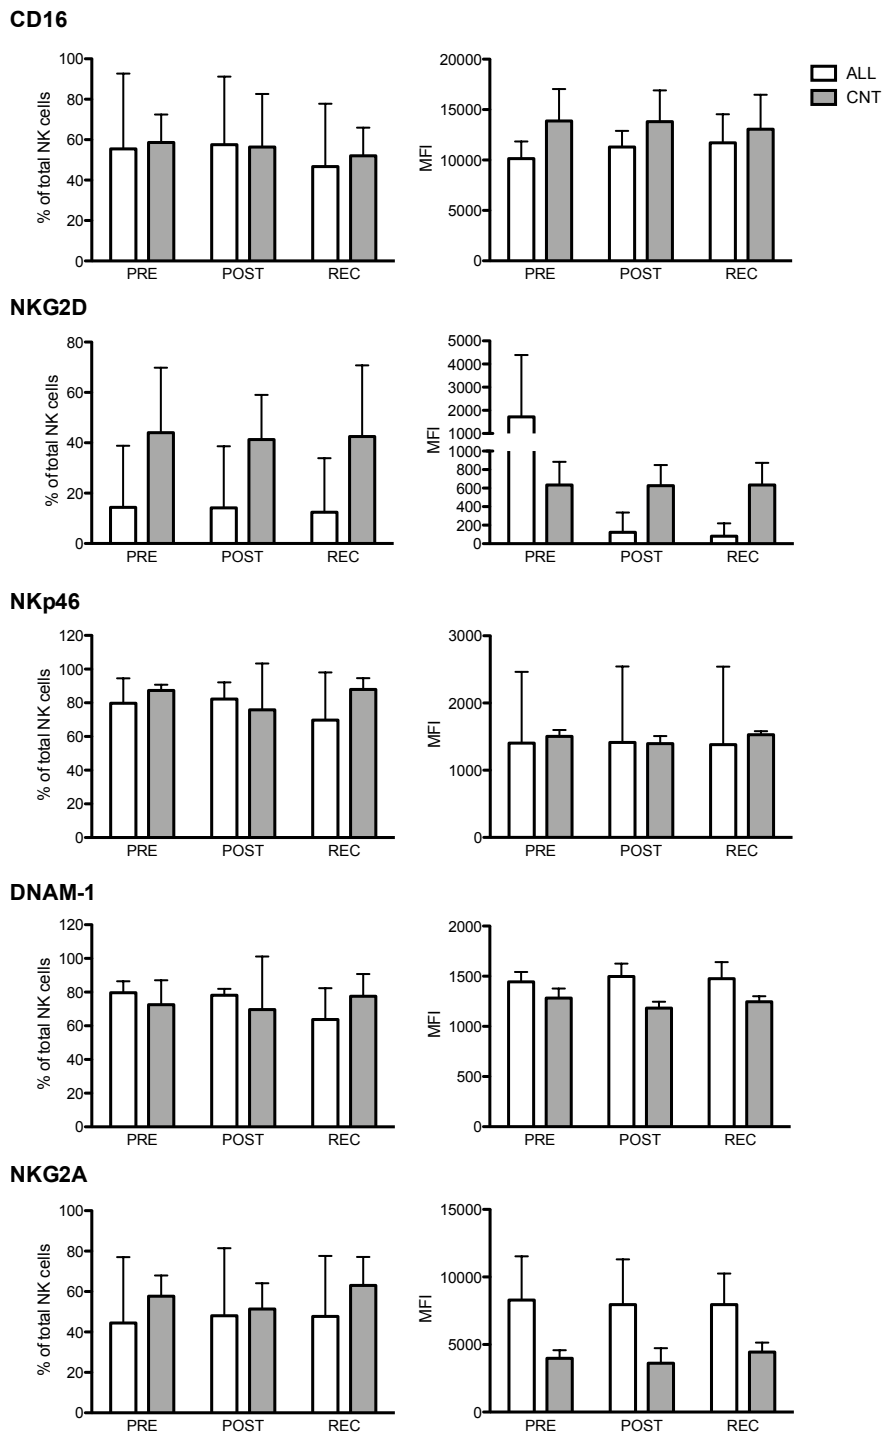 CD16
100
80
60
40
20
0
% of total NK cells
PRE POST REC
20000
15000
10000
5000
0
MFI
PRE POST REC
ALL
CNT
NKG2D
80
60
40
20
0
% of total NK cells
PRE POST REC
5000
4000
3000
2000
1000
1000
800
600
400
200
0
MFI
PRE POST REC
NKp46
120
100
80
60
40
20
0
% of total NK cells
PRE POST REC
3000
2000
1000
0
MFI
PRE POST REC
DNAM-1
120
100
80
60
40
20
0
% of total NK cells
PRE POST REC
2000
1500
1000
500
0
MFI
PRE POST REC
NKG2A
100
80
60
40
20
0
% of total NK cells
PRE POST REC
15000
10000
5000
0
MFI
PRE POST REC